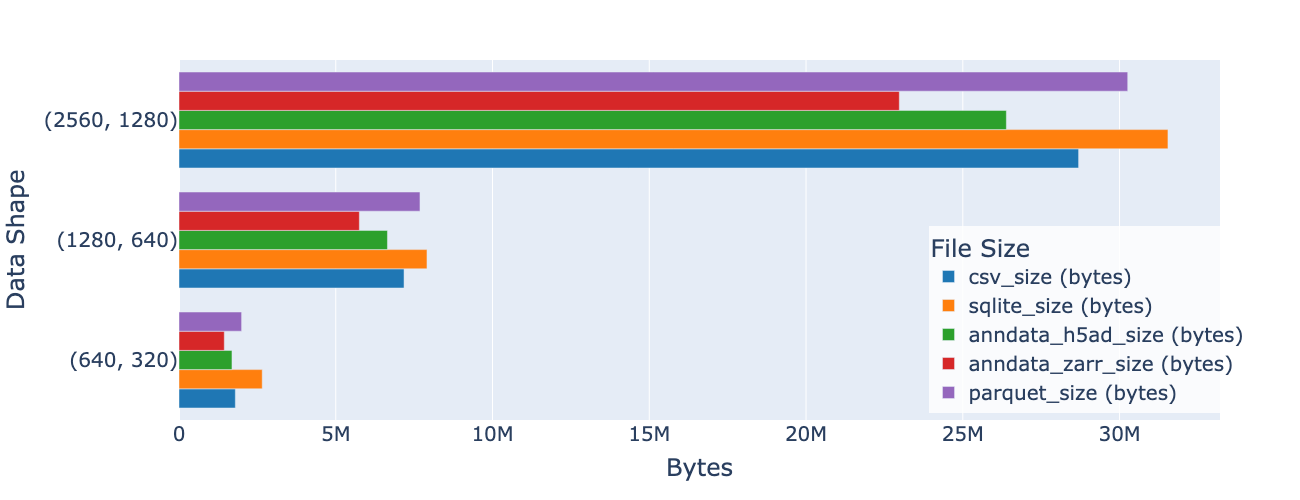 Data Shape
(2560, 1280)
(1280, 640)
(640, 320)
0 5M 10M 15M 20M 25M 30M
Bytes
File Size
csv_size (bytes)
sqlite_size (bytes)
anndata_h5ad_size (bytes)
anndata_zarr_size (bytes)
parquet_size (bytes)